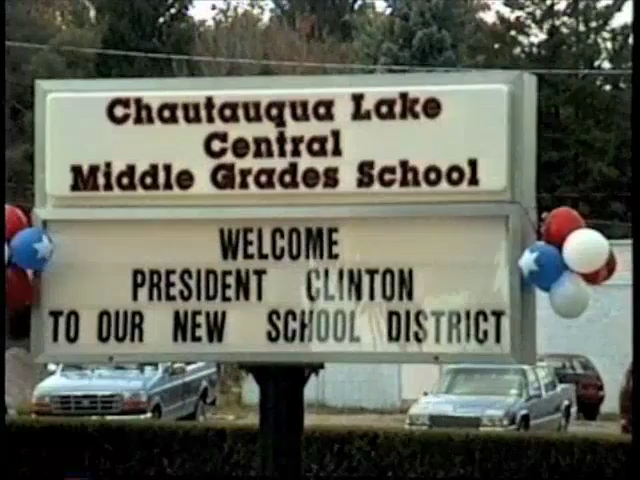 Chautauqua Lake
Central
Middle Grades School
WELCOME
PRESIDENT CLINTON
TO OUR NEW SCHOOL DISTRICT